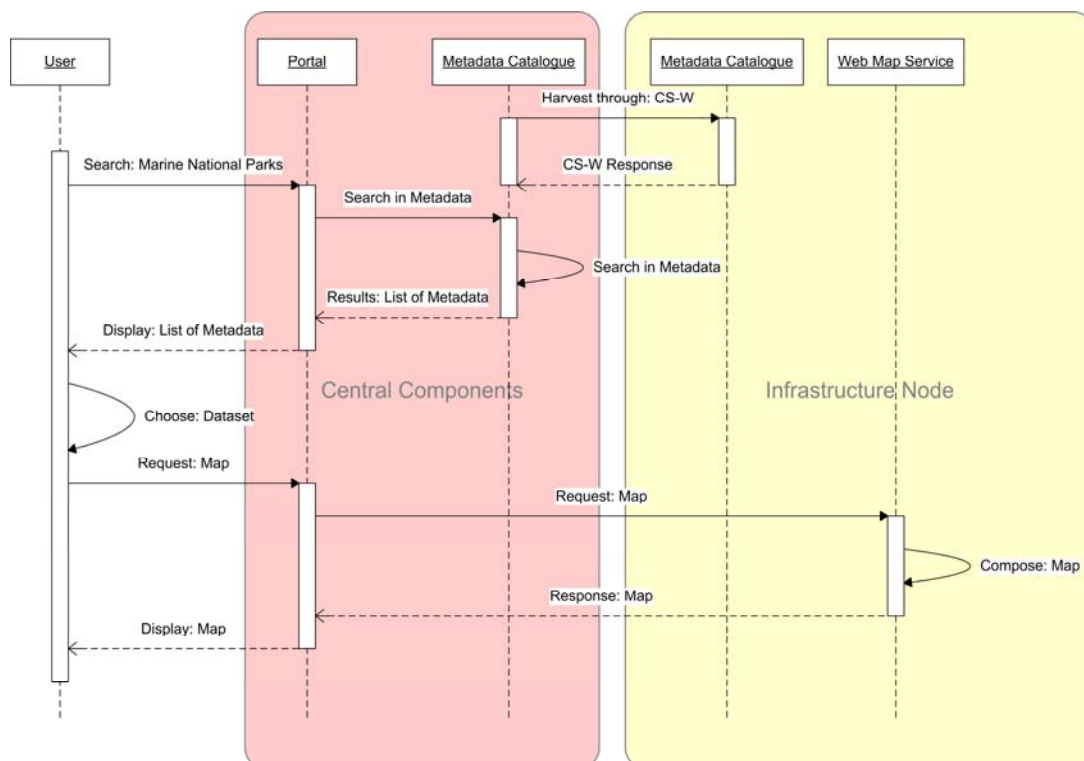 User
Portal
Metadata Catalogue
Metadata Catalogue
Web Map Service
Harvest through: CS-W
Search: Marine National Parks
CS-W Response
Search in Metadata
Search in Metadata
Results: List of Metadata
Display: List of Metadata
Central Components
Infrastructure Node
Choose: Dataset
Request: Map
Request: Map
Compose: Map
Response: Map
Display: Map